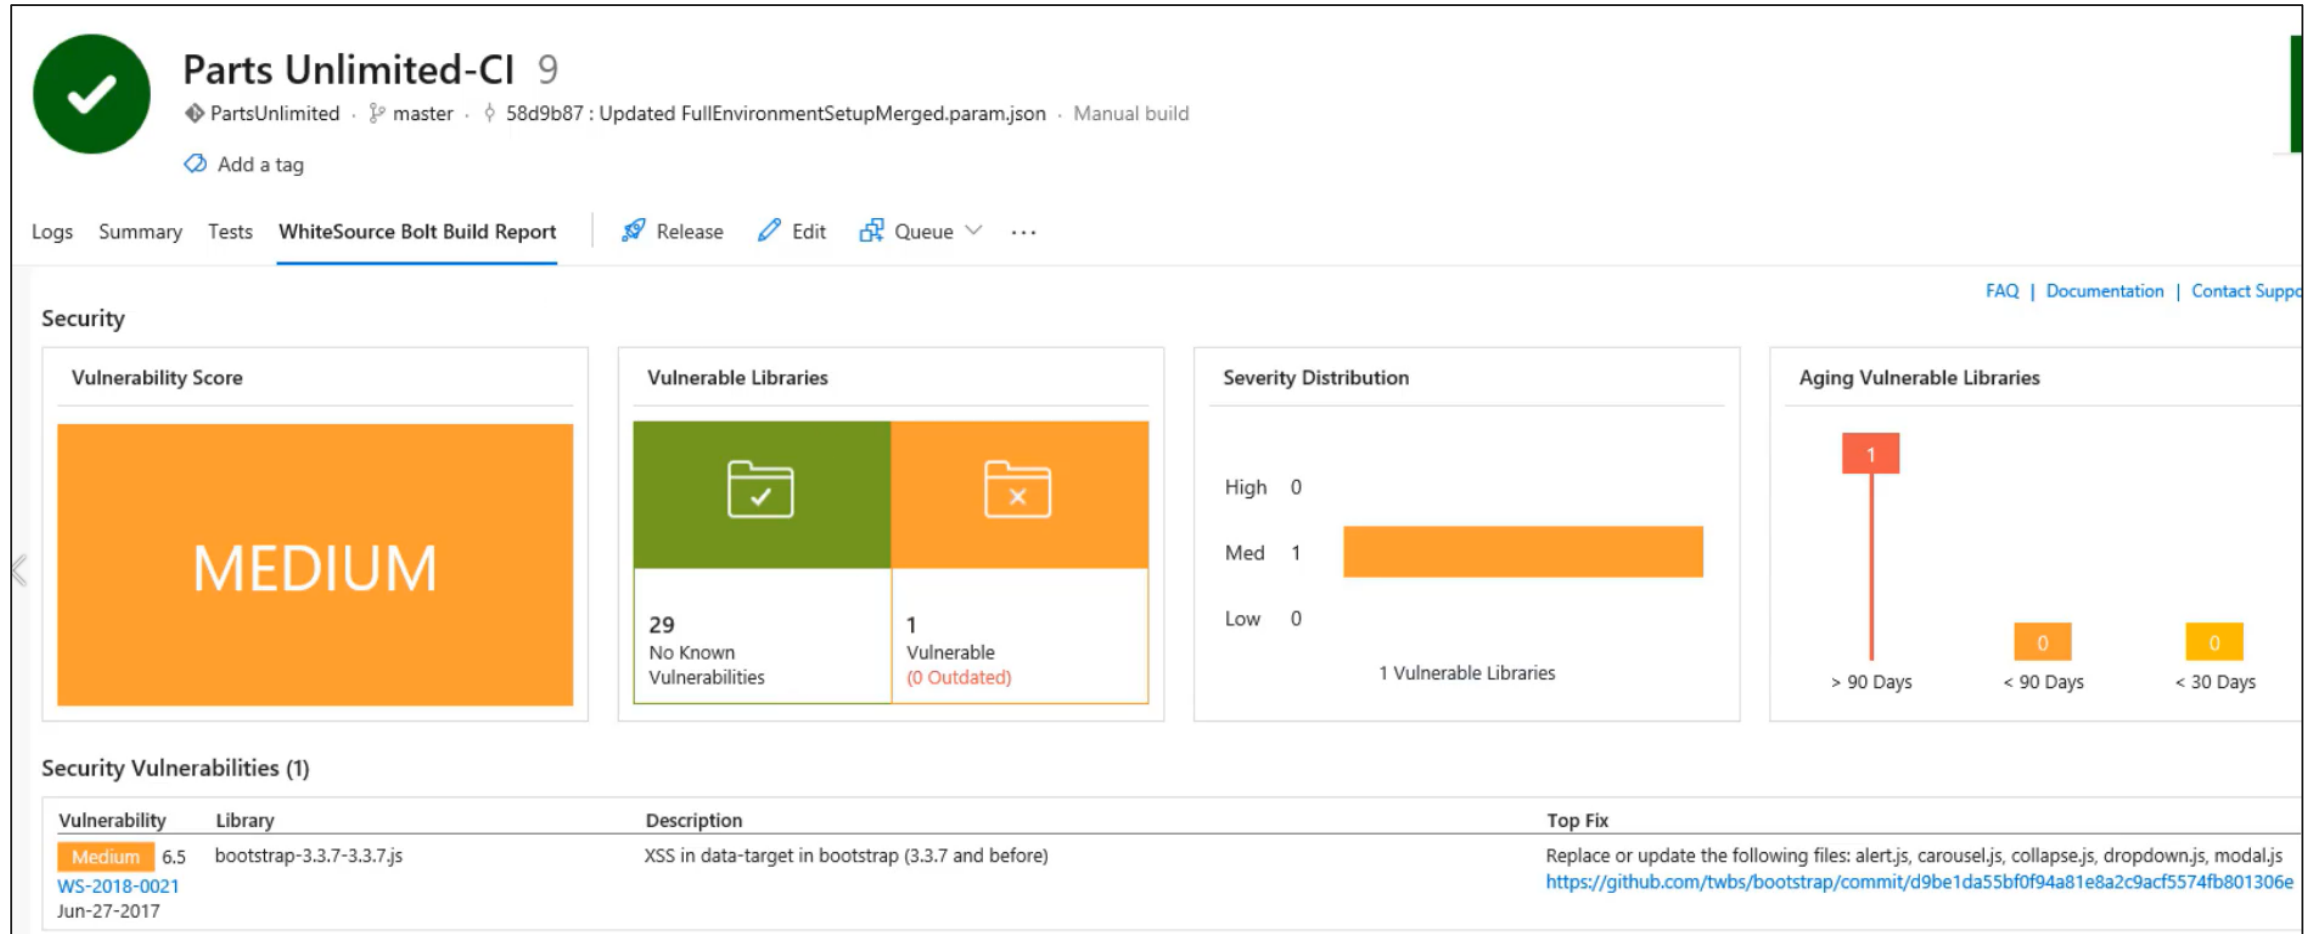 Parts Unlimited-CI 9
PartsUnlimited · master · 58d9b87 : Updated FullEnvironmentSetupMerged.param.json · Manual build
Add a tag
Logs Summary Tests WhiteSource Bolt Build Report Release Edit Queue ...
FAQ | Documentation | Contact Suppo
Security
Vulnerability Score
MEDIUM
Vulnerable Libraries
29
No Known
Vulnerabilities
1
Vulnerable
(0 Outdated)
Severity Distribution
High 0
Med 1
Low 0
1 Vulnerable Libraries
Aging Vulnerable Libraries
1
0
0
> 90 Days < 90 Days < 30 Days
Security Vulnerabilities (1)
Vulnerability Library Description Top Fix
Medium 6.5 bootstrap-3.3.7-3.3.7.js XSS in data-target in bootstrap (3.3.7 and before) Replace or update the following files: alert.js, carousel.js, collapse.js, dropdown.js, modal.js
WS-2018-0021 https://github.com/twbs/bootstrap/commit/d9be1da55bf0f94a81e8a2c9acf5574fb801306e
Jun-27-2017